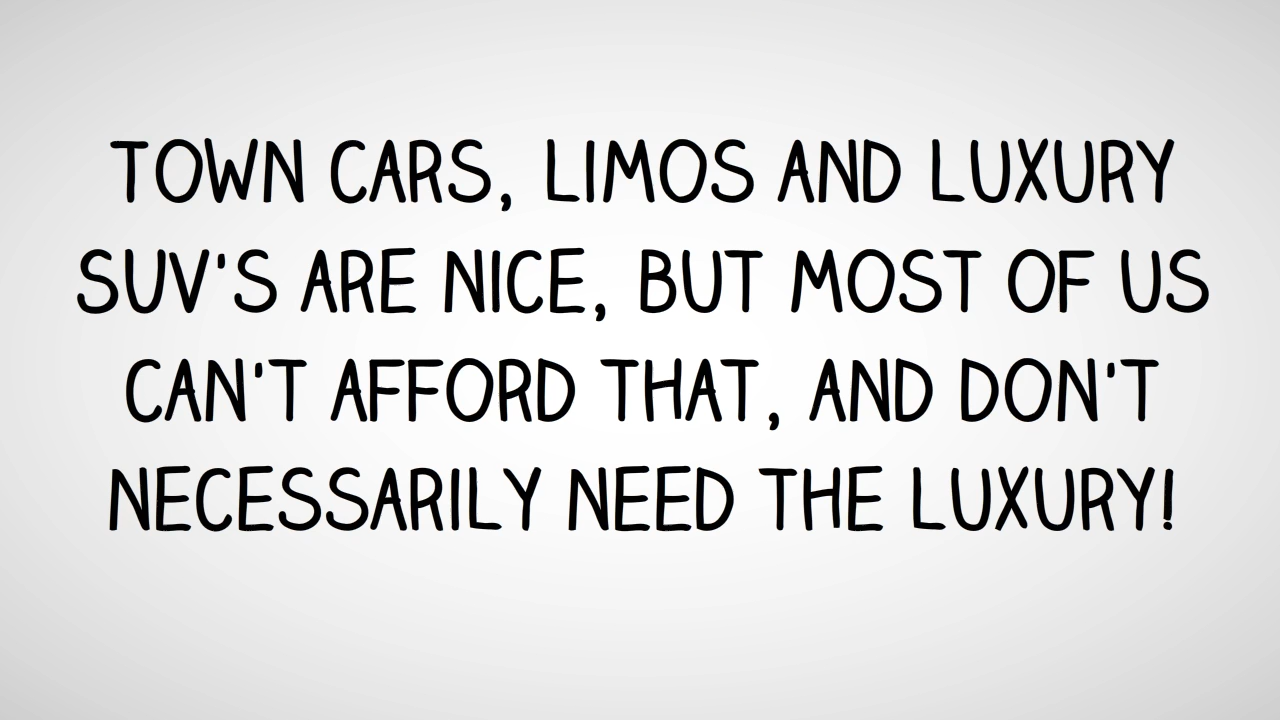 TOWN CARS, LIMOS AND LUXURY
SUV'S ARE NICE, BUT MOST OF US
CAN'T AFFORD THAT, AND DON'T
NECESSARILY NEED THE LUXURY!